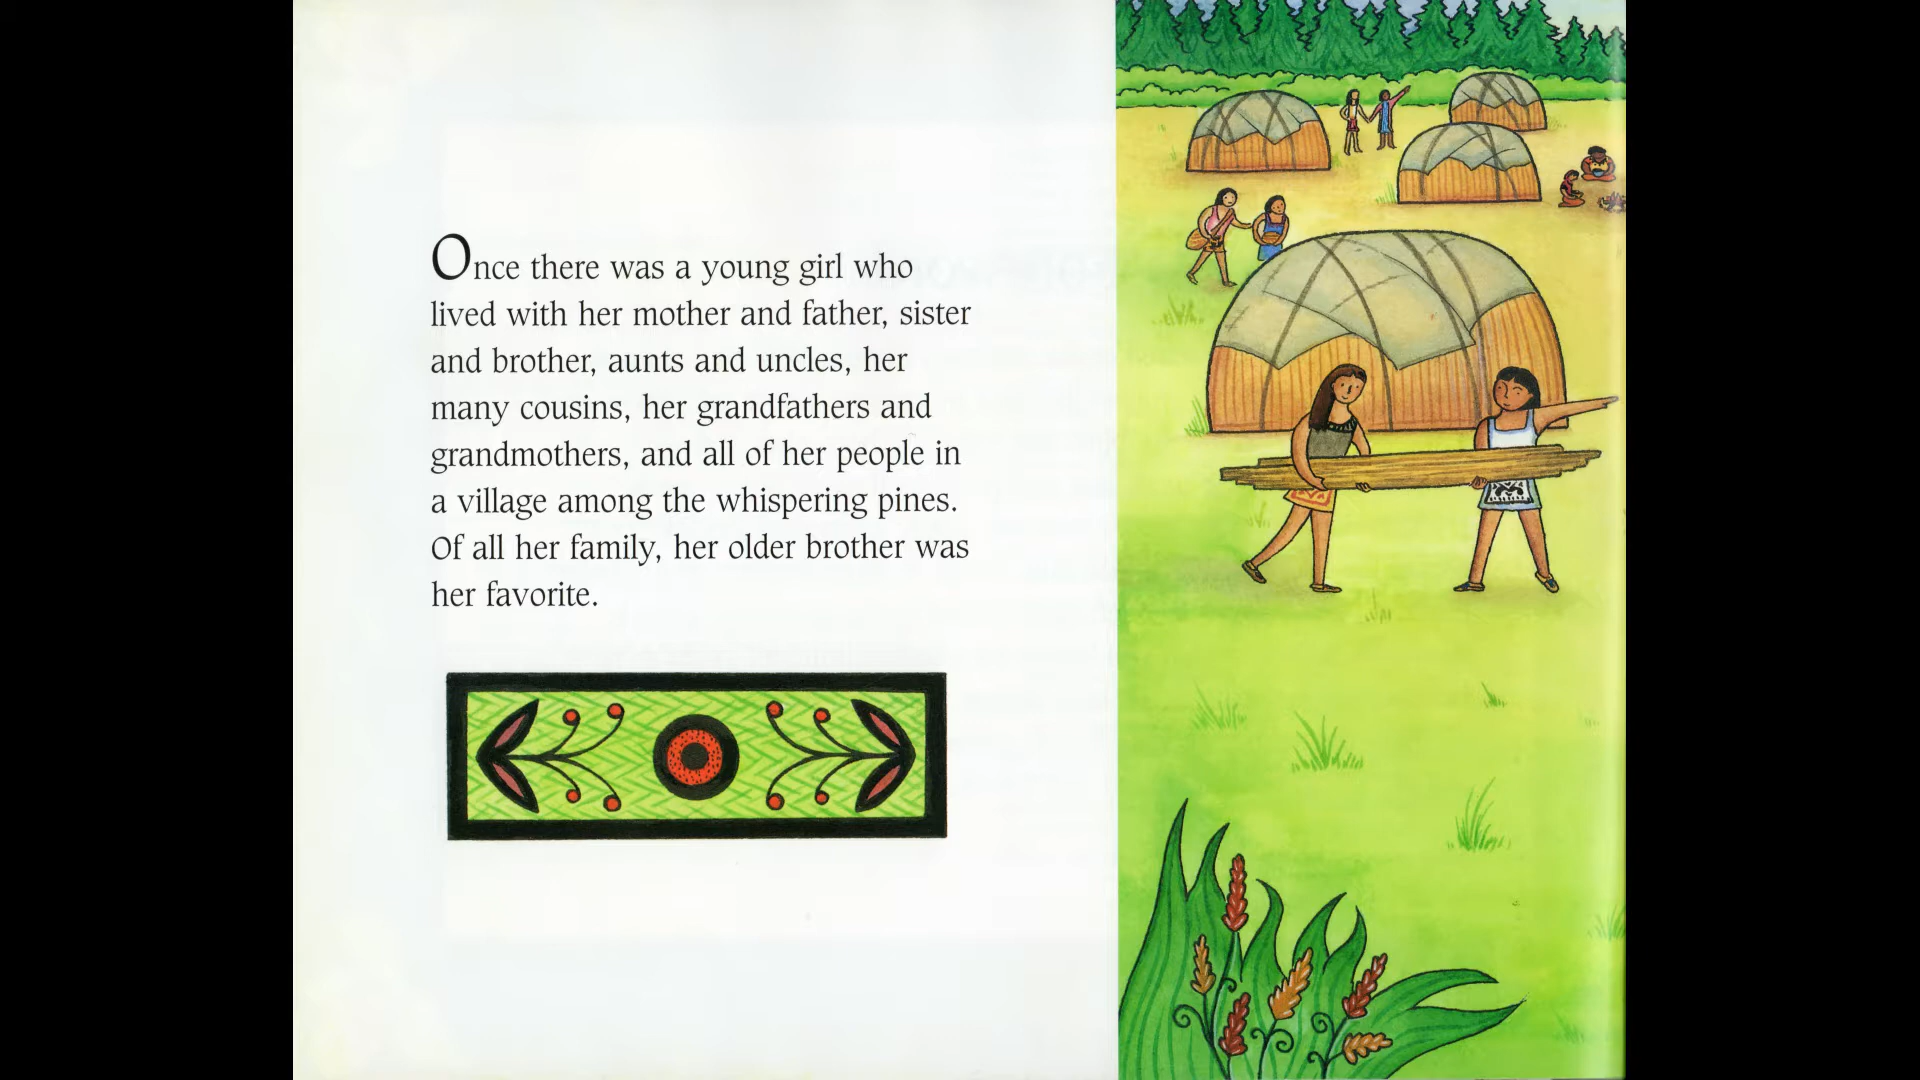 Once there was a young girl who
lived with her mother and father, sister
and brother, aunts and uncles, her
many cousins, her grandfathers and
grandmothers, and all of her people in
a village among the whispering pines.
Of all her family, her older brother was
her favorite.